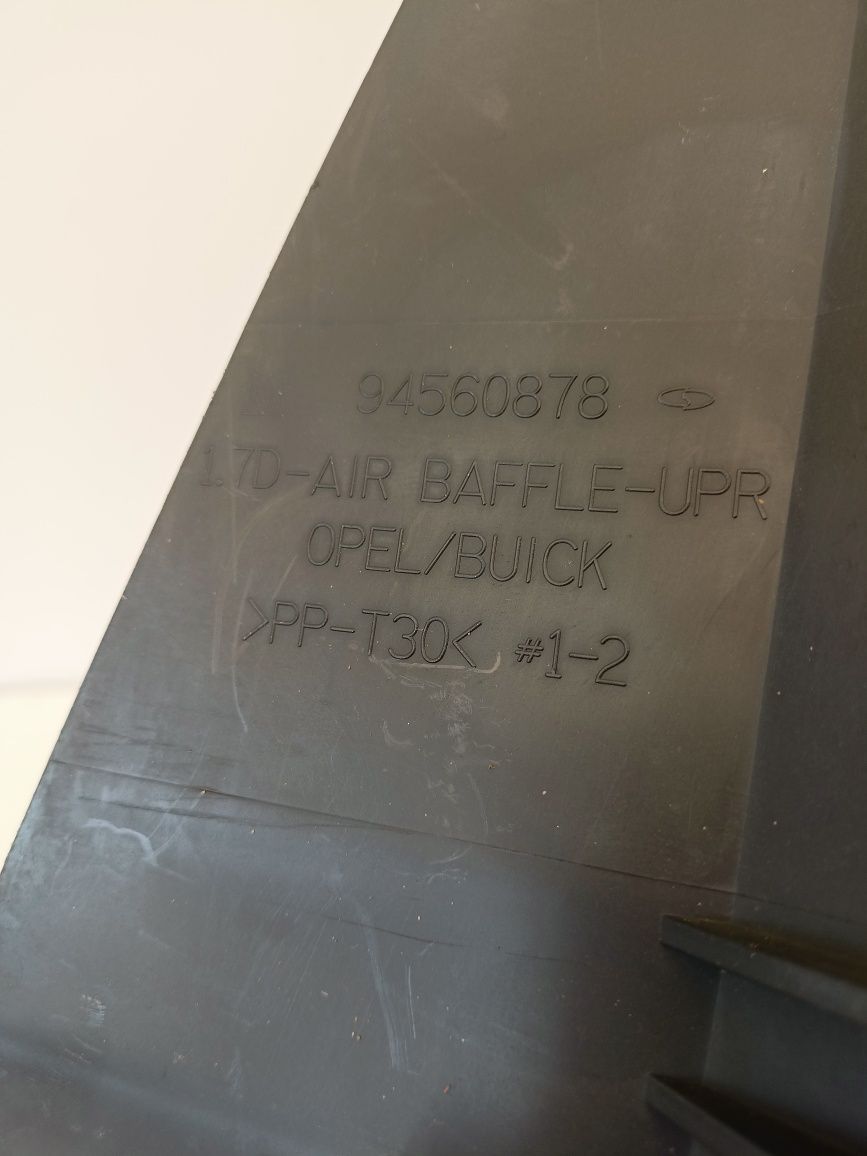 94560878
1.7D-AIR BAFFLE-UPR
OPEL/BUICK
>PP-T30< #1-2